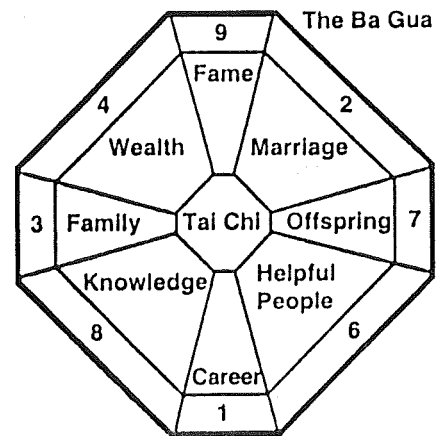 The Ba Gua
9
Fame
4
2
Wealth
Marriage
3
Family
Tai Chi
Offspring
7
Knowledge
Helpful
People
8
6
Career
1